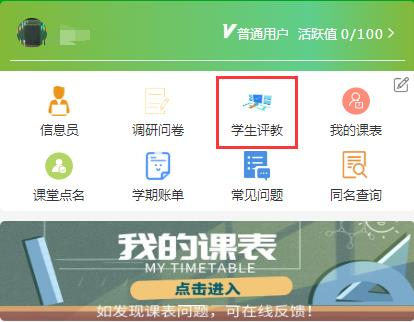 V普通用户 活跃值 0/100 >
信息员 调研问卷 学生评教 我的课表
课堂点名 学期账单 常见问题 同名查询
我的课表
MY TIMETABLE
点击进入
如发现课表问题，可在线反馈！